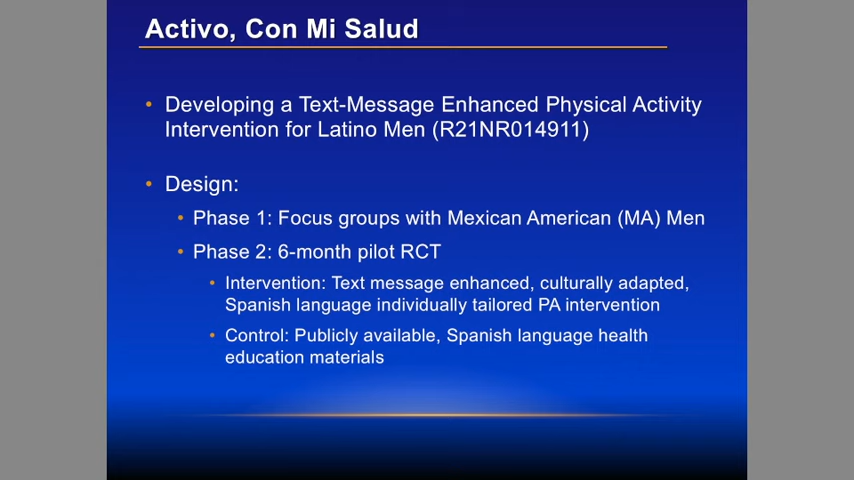 Activo, Con Mi Salud
• Developing a Text-Message Enhanced Physical Activity
Intervention for Latino Men (R21NR014911)
• Design:
• Phase 1: Focus groups with Mexican American (MA) Men
• Phase 2: 6-month pilot RCT
• Intervention: Text message enhanced, culturally adapted,
Spanish language individually tailored PA intervention
• Control: Publicly available, Spanish language health
education materials